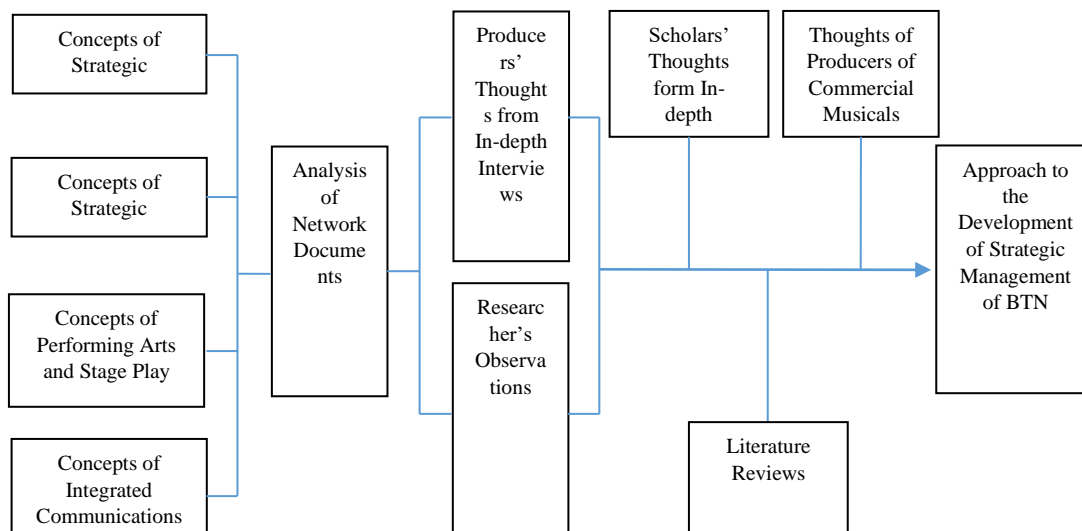 Concepts of
Strategic
Concepts of
Strategic
Concepts of
Performing Arts
and Stage Play
Concepts of
Integrated
Communications
Analysis
of
Network
Docume
nts
Produce
rs’
Thought
s from
In-depth
Intervie
ws
Researc
her’s
Observa
tions
Scholars’
Thoughts
form In-
depth
Thoughts of
Producers of
Commercial
Musicals
Literature
Reviews
Approach to
the
Development
of Strategic
Management
of BTN